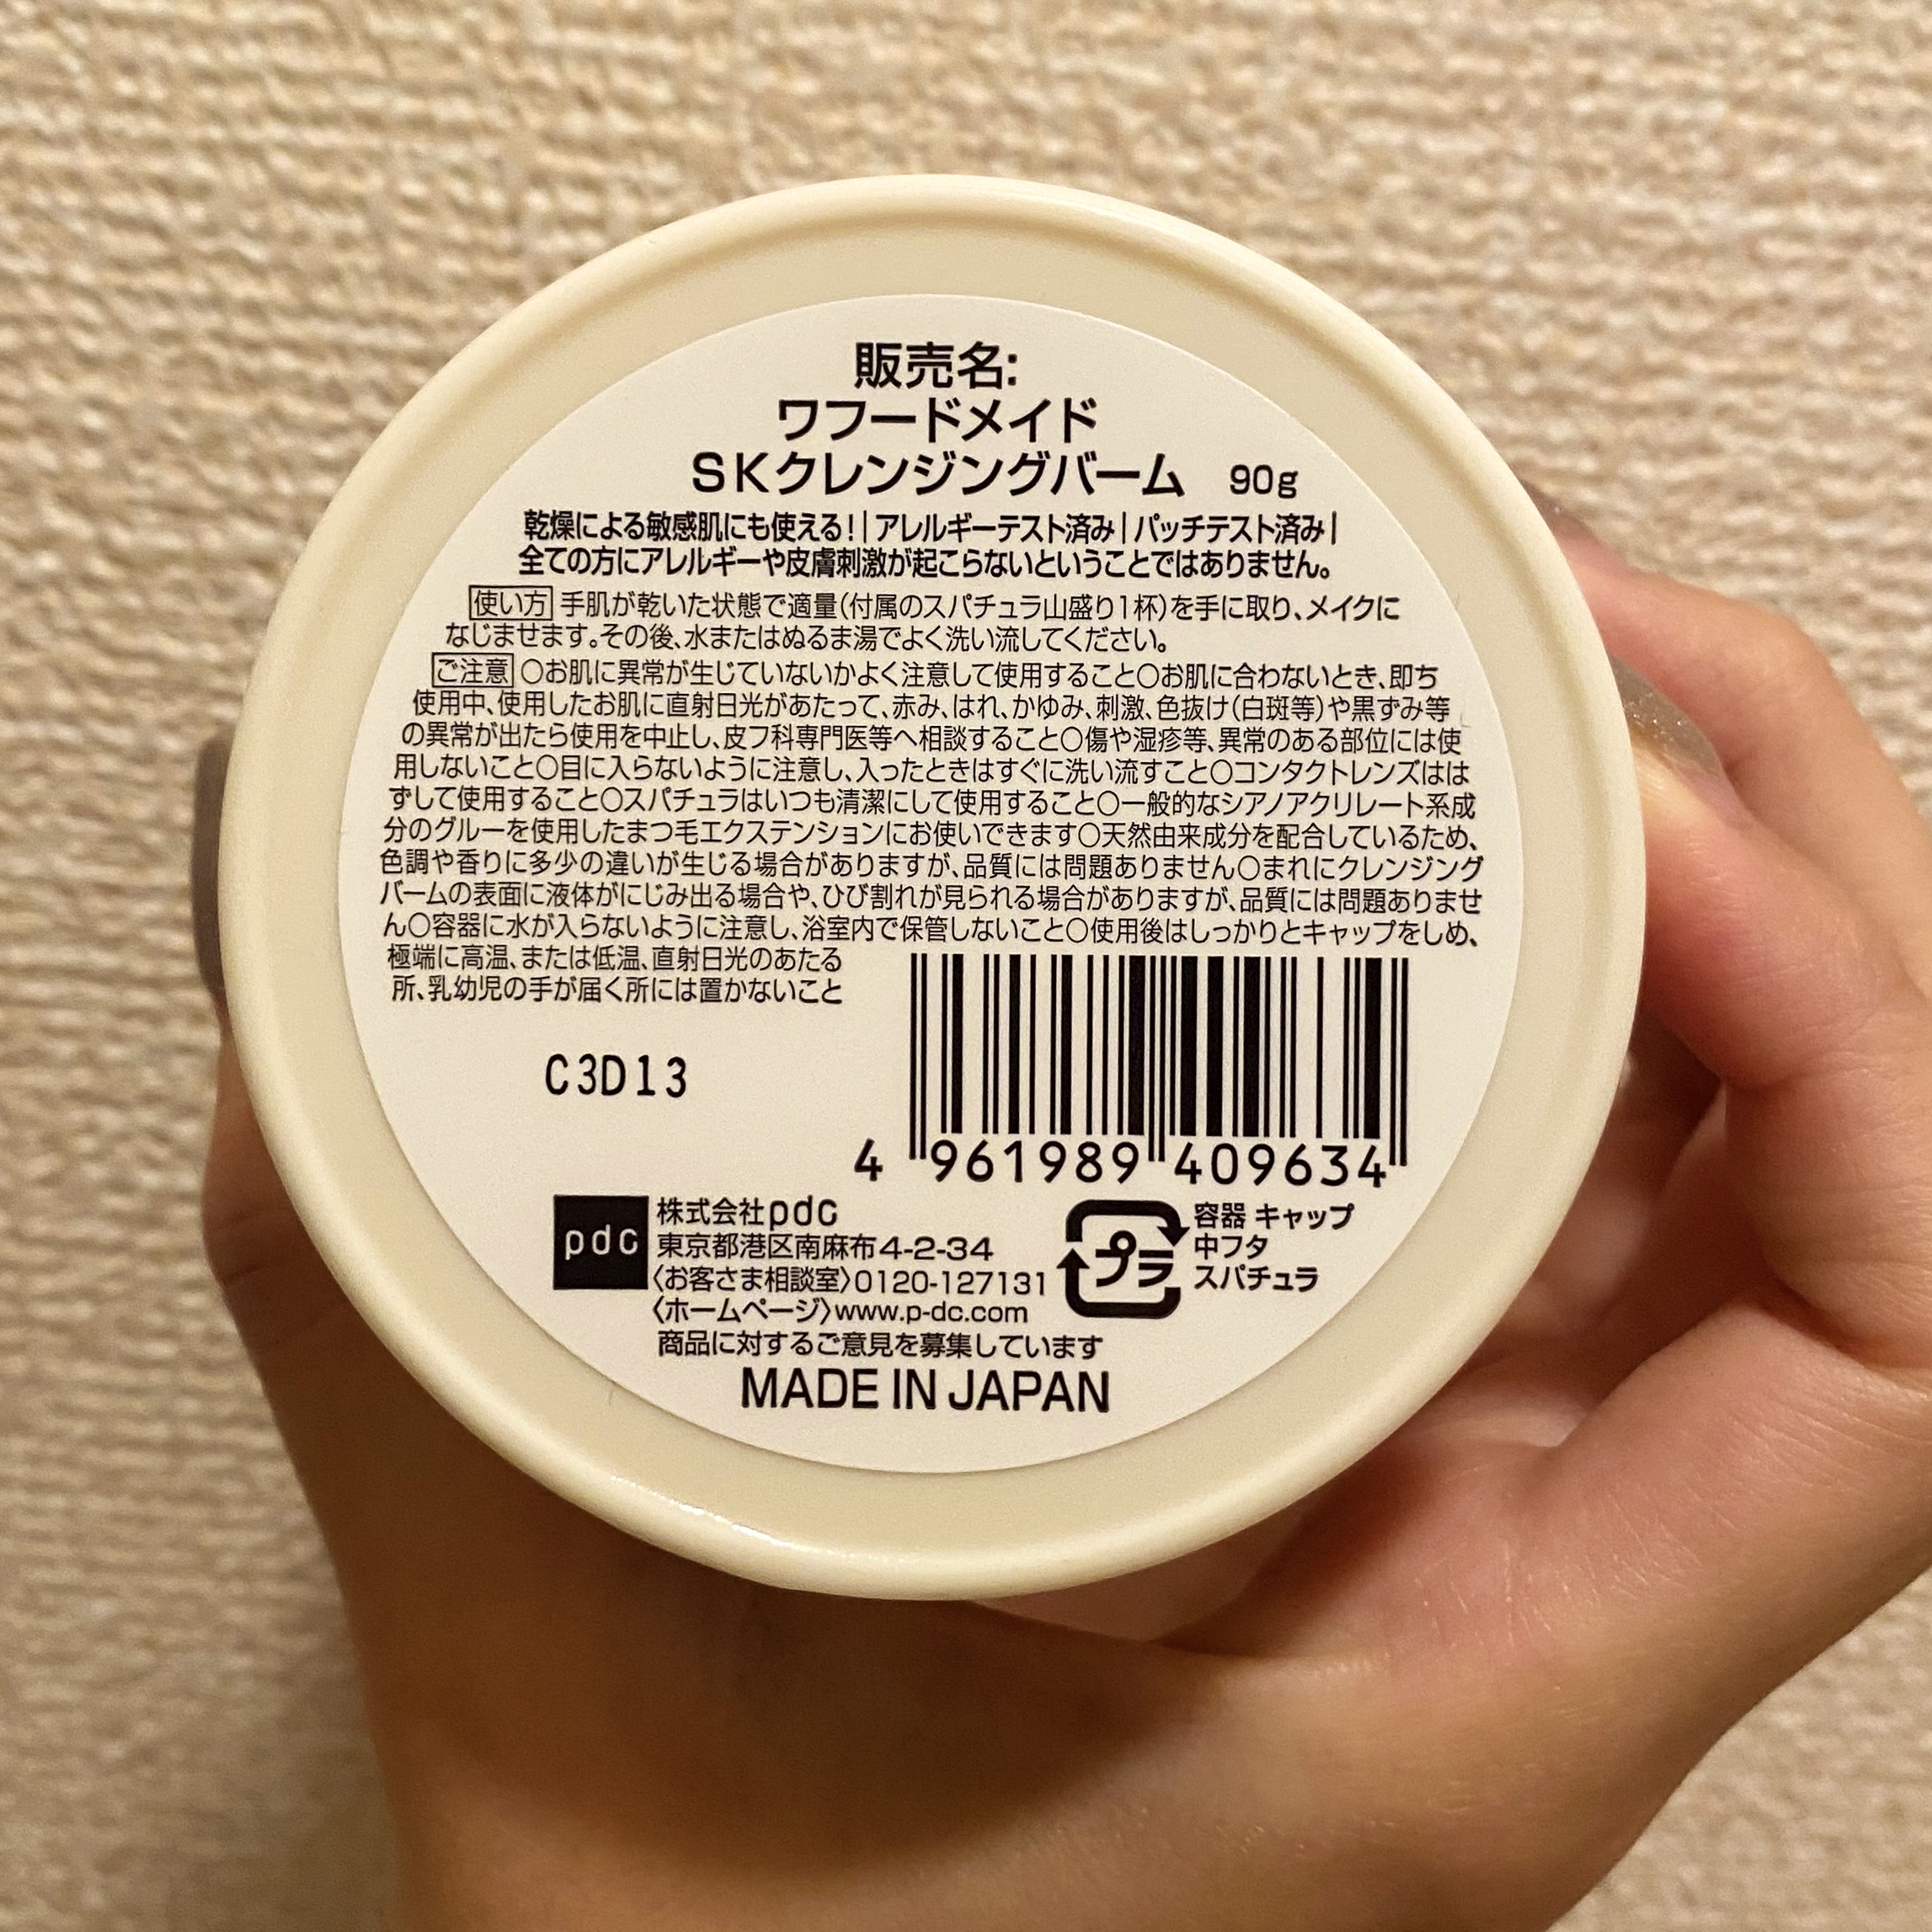 販売名:
ワフードメイド
SKクレンジングバーム 90g
乾燥による敏感肌にも使える!|アレルギーテスト済み|パッチテスト済み|
全ての方にアレルギーや皮膚刺激が起こらないということではありません。
使い方 手肌が乾いた状態で適量(付属のスパチュラ山盛り1杯)を手に取り、メイクに
なじませます。その後、水またはぬるま湯でよく洗い流してください。
ご注意 ○お肌に異常が生じていないかよく注意して使用すること○お肌に合わないとき、即ち
使用中、使用したお肌に直射日光があたって、赤み、はれ、かゆみ、刺激、色抜け(白斑等)や黒ずみ等
の異常が出たら使用を中止し、皮フ科専門医等へ相談すること○傷や湿疹等、異常のある部位には使
用しないこと○目に入らないように注意し、入ったときはすぐに洗い流すこと○コンタクトレンズはは
ずして使用すること○スパチュラはいつも清潔にして使用すること○一般的なシアノアクリレート系成
分のグルーを使用したまつ毛エクステンションにお使いできます○天然由来成分を配合しているため、
色調や香りに多少の違いが生じる場合がありますが、品質には問題ありません○まれにクレンジング
バームの表面に液体がにじみ出る場合や、ひび割れが見られる場合がありますが、品質には問題ありませ
ん○容器に水が入らないように注意し、浴室内で保管しないこと○使用後はしっかりとキャップをしめ、
極端に高温、または低温、直射日光のあたる
所、乳幼児の手が届く所には置かないこと
C3D13
4 961989 409634
pdc
株式会社pdc
東京都港区南麻布4-2-34
〈お客さま相談室〉0120-127131
〈ホームページ〉www.p-dc.com
商品に対するご意見を募集しています
プラ
容器 キャップ
中フタ
スパチュラ
MADE IN JAPAN